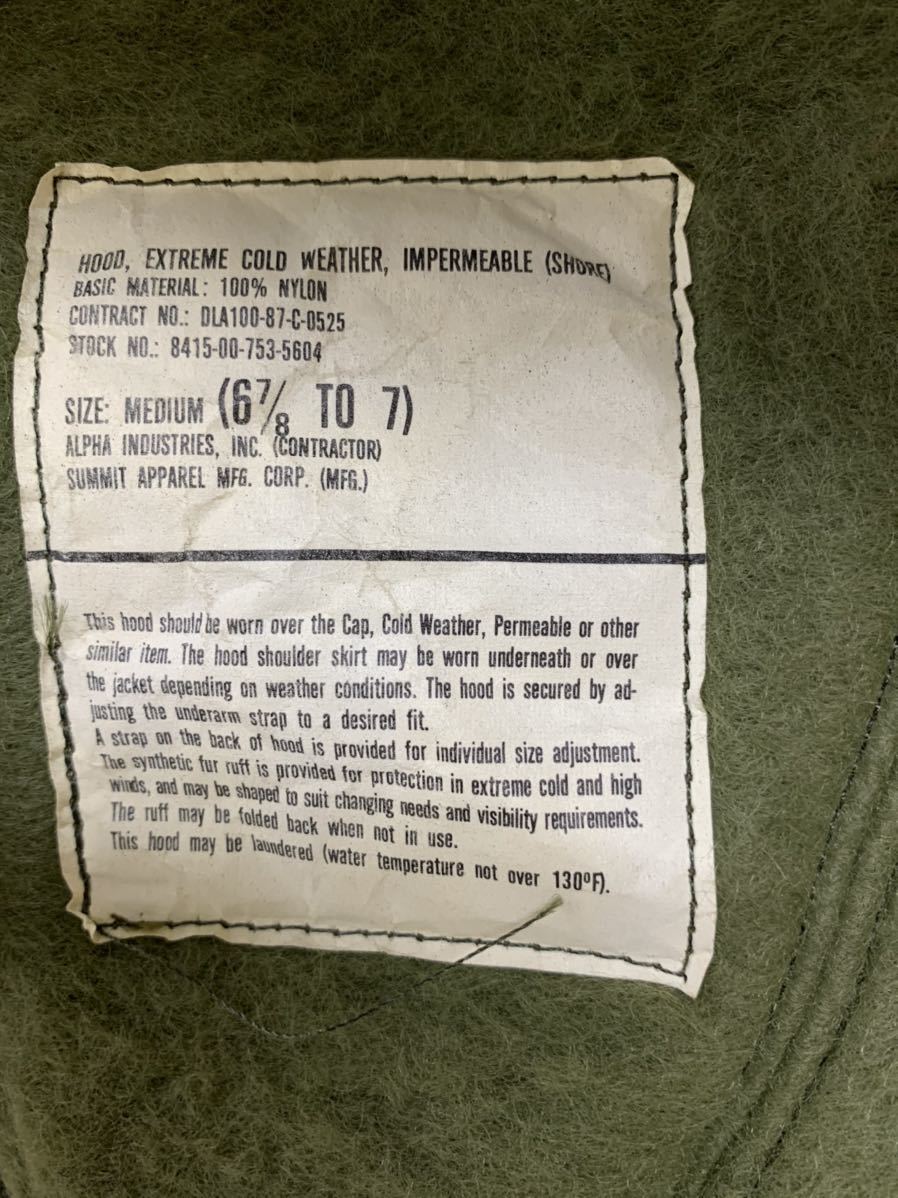 HOOD, EXTREME COLD WEATHER, IMPERMEABLE (SHORE)
BASIC MATERIAL: 100% NYLON
CONTRACT NO.: DLA100-87-C-0525
STOCK NO.: 8415-00-753-5604
SIZE: MEDIUM (6 7/8 TO 7)
ALPHA INDUSTRIES, INC. (CONTRACTOR)
SUMMIT APPAREL MFG. CORP. (MFG.)
This hood should be worn over the Cap, Cold Weather, Permeable or other
similar item. The hood shoulder skirt may be worn underneath or over
the jacket depending on weather conditions. The hood is secured by ad-
justing the underarm strap to a desired fit.
A strap on the back of hood is provided for individual size adjustment.
The synthetic fur ruff is provided for protection in extreme cold and high
winds, and may be shaped to suit changing needs and visibility requirements.
The ruff may be folded back when not in use.
This hood may be laundered (water temperature not over 130ºF).